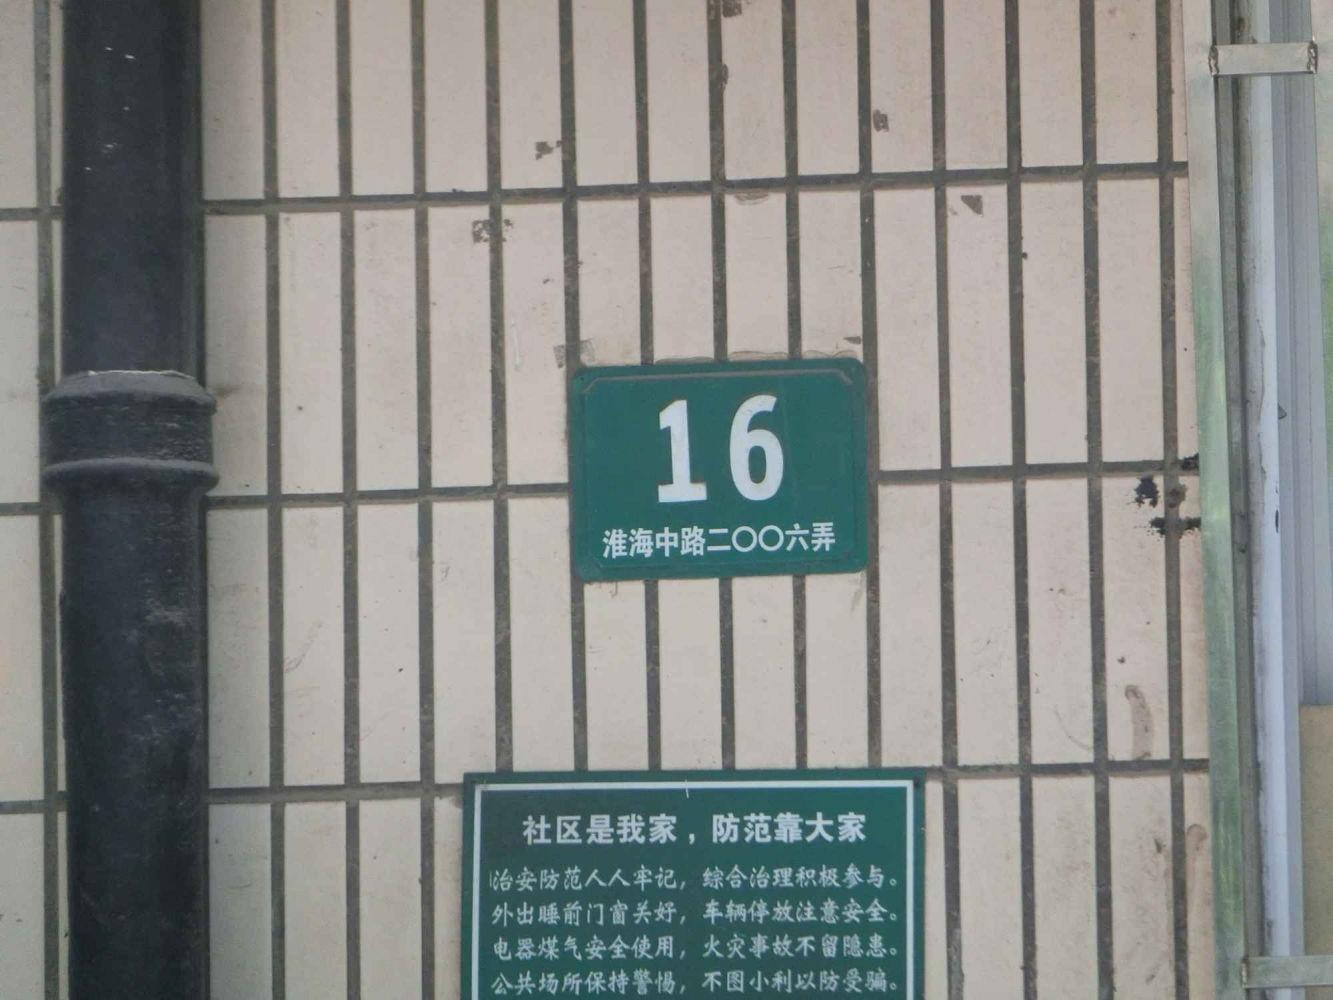 16
淮海中路二〇〇六弄
社区是我家，防范靠大家
治安防范人人牢记，综合治理积极参与。
外出睡前门窗关好，车辆停放注意安全。
电器煤气安全使用，火灾事故不留隐患。
公共场所保持警惕，不图小利以防受骗。